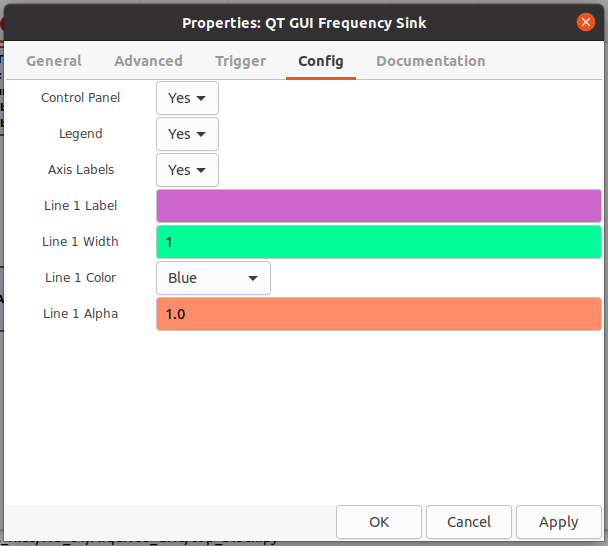 Properties: QT GUI Frequency Sink
General Advanced Trigger Config Documentation
Control Panel Yes
Legend Yes
Axis Labels Yes
Line 1 Label
Line 1 Width 1
Line 1 Color Blue
Line 1 Alpha 1.0
OK Cancel Apply